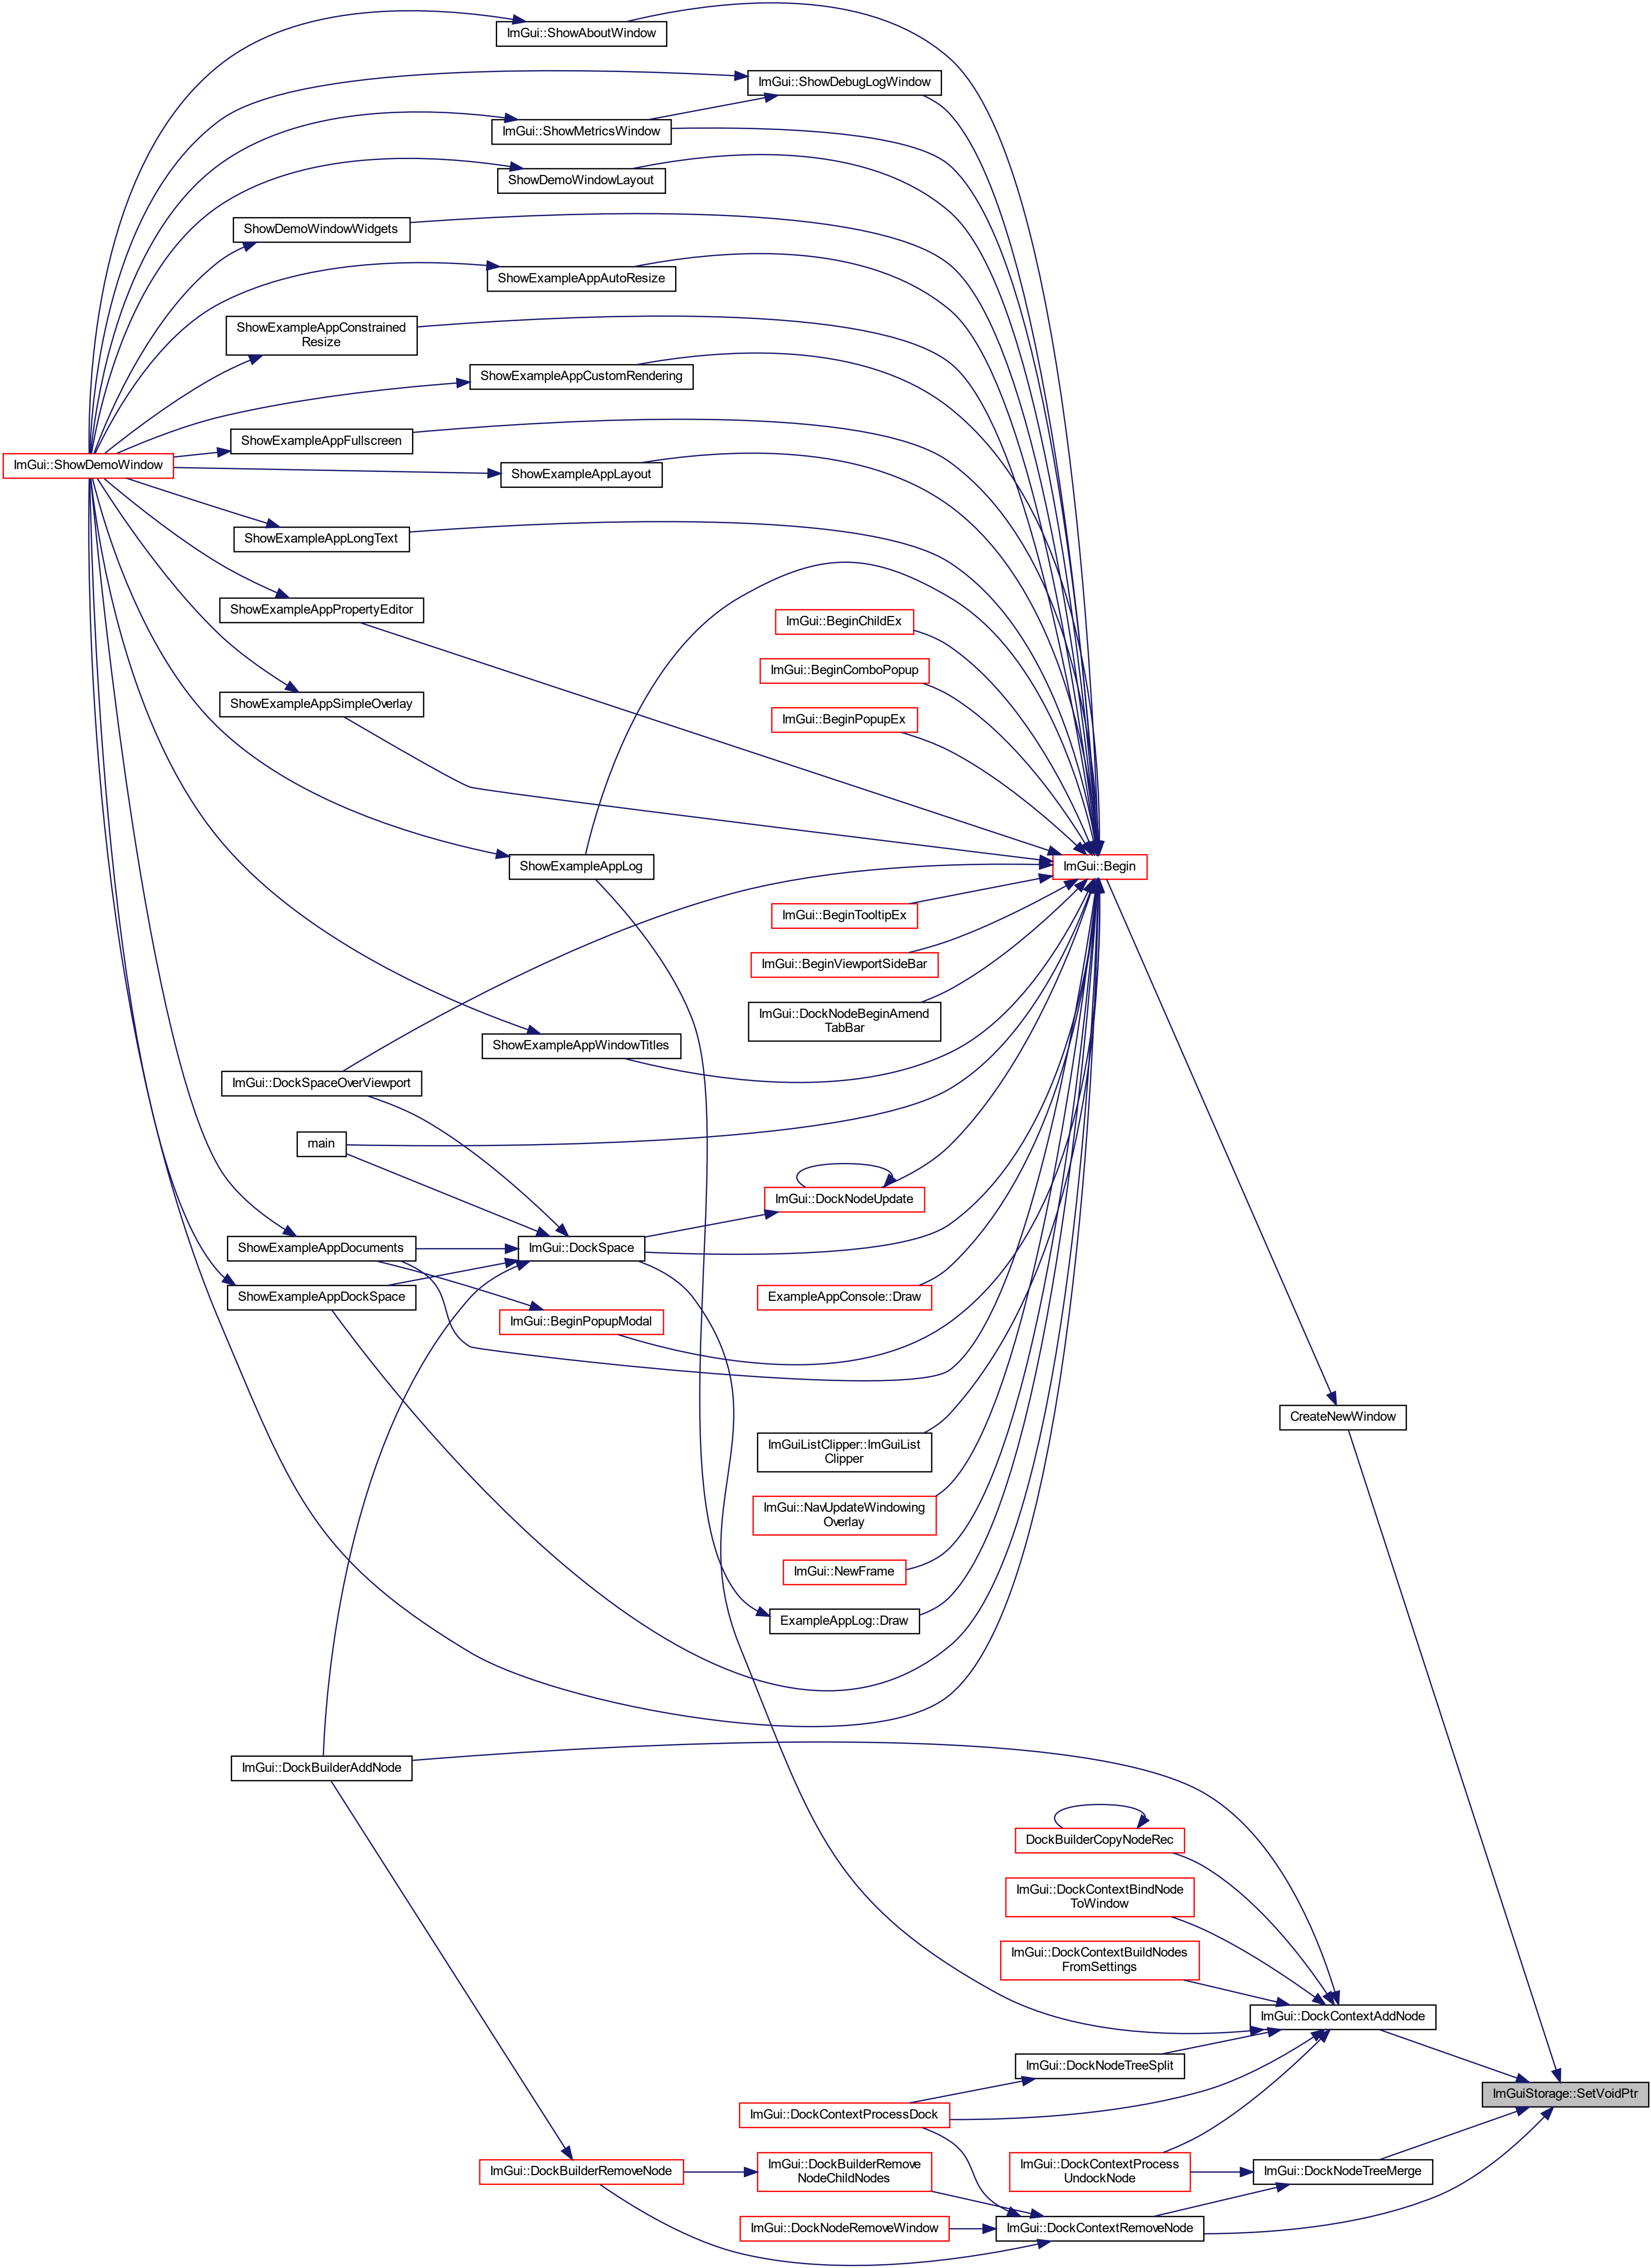 ImGui::ShowAboutWindow
ImGui::ShowDebugLogWindow
ImGui::ShowMetricsWindow
ShowDemoWindowLayout
ShowDemoWindowWidgets
ShowExampleAppAutoResize
ShowExampleAppConstrained
Resize
ShowExampleAppCustomRendering
ShowExampleAppFullscreen
ImGui::ShowDemoWindow
ShowExampleAppLayout
ShowExampleAppLongText
ShowExampleAppPropertyEditor
ImGui::BeginChildEx
ImGui::BeginComboPopup
ShowExampleAppSimpleOverlay
ImGui::BeginPopupEx
ShowExampleAppLog
ImGui::Begin
ImGui::BeginTooltipEx
ImGui::BeginViewportSideBar
ImGui::DockNodeBeginAmend
TabBar
ShowExampleAppWindowTitles
ImGui::DockSpaceOverViewport
main
ImGui::DockNodeUpdate
ShowExampleAppDocuments
ImGui::DockSpace
ShowExampleAppDockSpace
ExampleAppConsole::Draw
ImGui::BeginPopupModal
CreateNewWindow
ImGuiListClipper::ImGuiList
Clipper
ImGui::NavUpdateWindowing
Overlay
ImGui::NewFrame
ExampleAppLog::Draw
ImGui::DockBuilderAddNode
DockBuilderCopyNodeRec
ImGui::DockContextBindNode
ToWindow
ImGui::DockContextBuildNodes
FromSettings
ImGui::DockContextAddNode
ImGui::DockNodeTreeSplit
ImGuiStorage::SetVoidPtr
ImGui::DockContextProcessDock
ImGui::DockBuilderRemoveNode
ImGui::DockBuilderRemove
NodeChildNodes
ImGui::DockContextProcess
UndockNode
ImGui::DockNodeTreeMerge
ImGui::DockNodeRemoveWindow
ImGui::DockContextRemoveNode